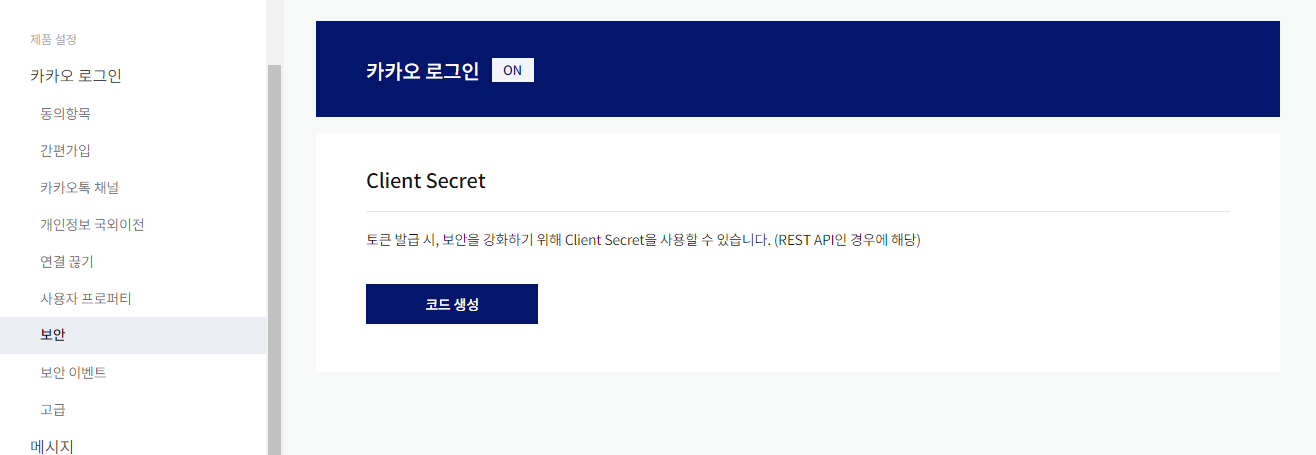 제품 설정
카카오 로그인
동의항목
간편가입
카카오톡 채널
개인정보 국외이전
연결 끊기
사용자 프로퍼티
보안
보안 이벤트
고급
메시지
카카오 로그인 ON
Client Secret
토큰 발급 시, 보안을 강화하기 위해 Client Secret을 사용할 수 있습니다. (REST API인 경우에 해당)
코드 생성